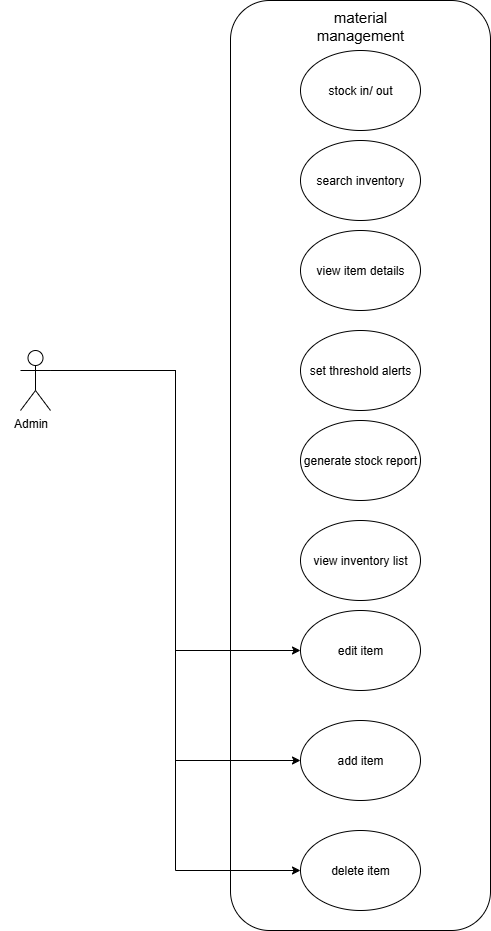 material
management
stock in/ out
search inventory
view item details
set threshold alerts
Admin
generate stock report
view inventory list
edit item
add item
delete item